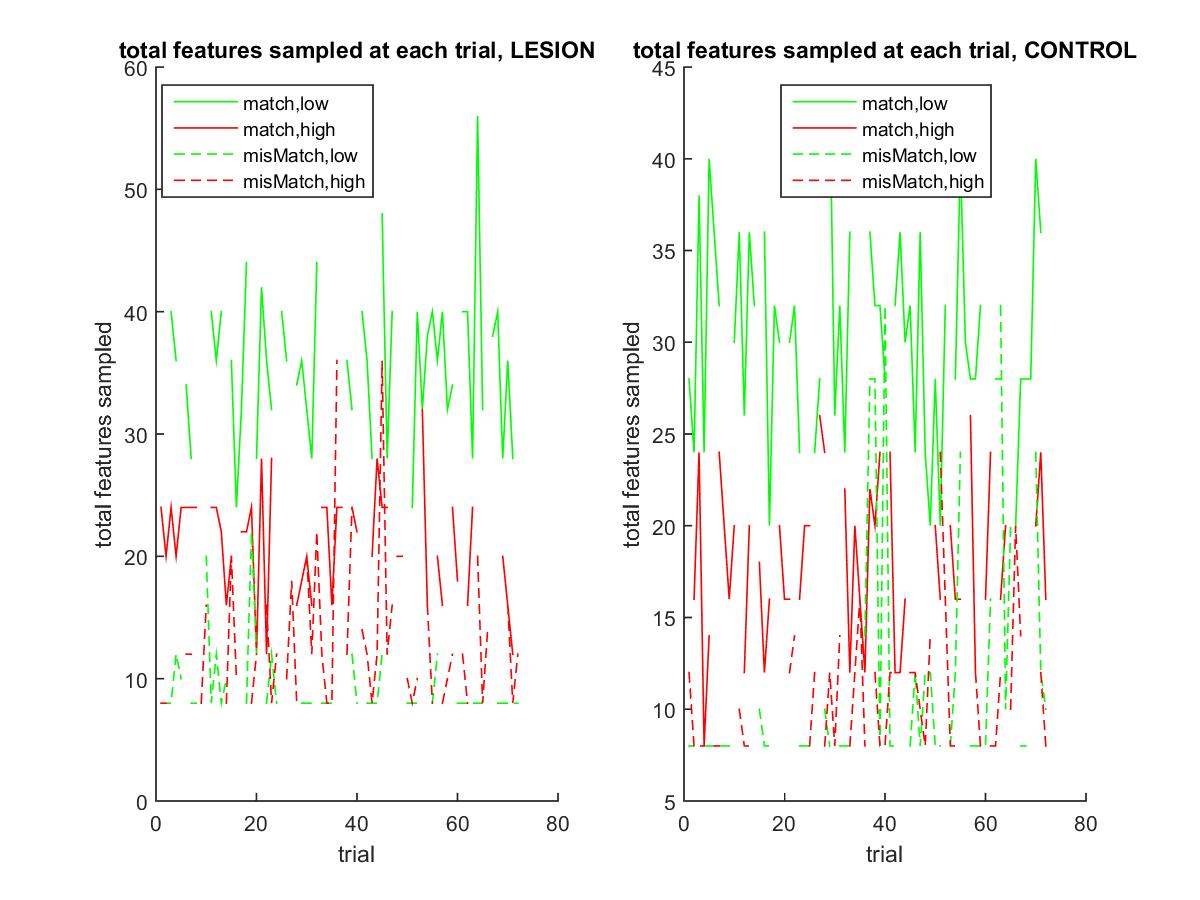 total features sampled at each trial, LESION
60
50
40
30
20
10
0
0 20 40 60 80
total features sampled
trial
match,low
match,high
misMatch,low
misMatch,high
total features sampled at each trial, CONTROL
45
40
35
30
25
20
15
10
5
0 20 40 60 80
total features sampled
trial
match,low
match,high
misMatch,low
misMatch,high